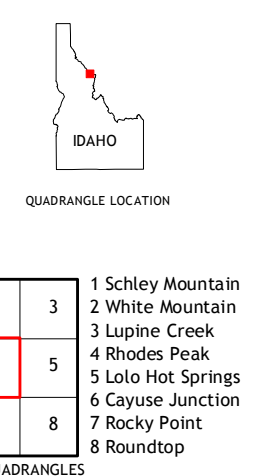 IDAHO
QUADRANGLE LOCATION
3
5
8
1 Schley Mountain
2 White Mountain
3 Lupine Creek
4 Rhodes Peak
5 Lolo Hot Springs
6 Cayuse Junction
7 Rocky Point
8 Roundtop